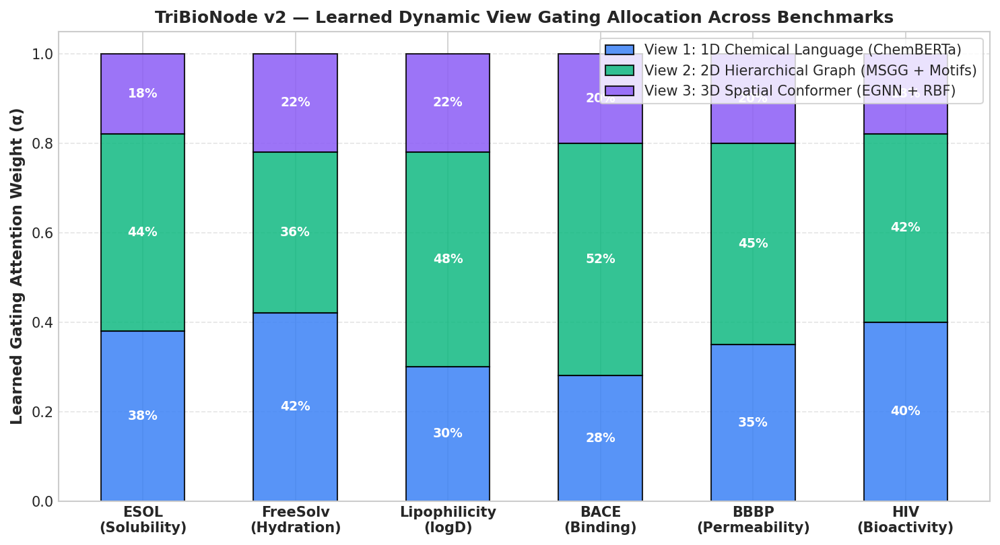 TriBioNode v2 — Learned Dynamic View Gating Allocation Across Benchmarks
View 1: 1D Chemical Language (ChemBERTa)
View 2: 2D Hierarchical Graph (MSGG + Motifs)
View 3: 3D Spatial Conformer (EGNN + RBF)
Learned Gating Attention Weight (α)
1.0
0.8
0.6
0.4
0.2
0.0
18%
22%
22%
20%
20%
44%
36%
48%
52%
45%
42%
38%
42%
30%
28%
35%
40%
ESOL
(Solubility)
FreeSolv
(Hydration)
Lipophilicity
(logD)
BACE
(Binding)
BBBP
(Permeability)
HIV
(Bioactivity)